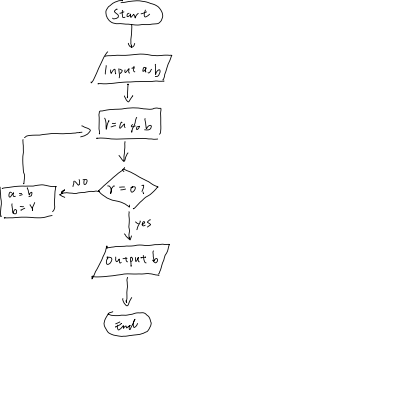 Start
Input a,b
r=a % b
r=0?
NO
a=b
b=r
yes
output b
End